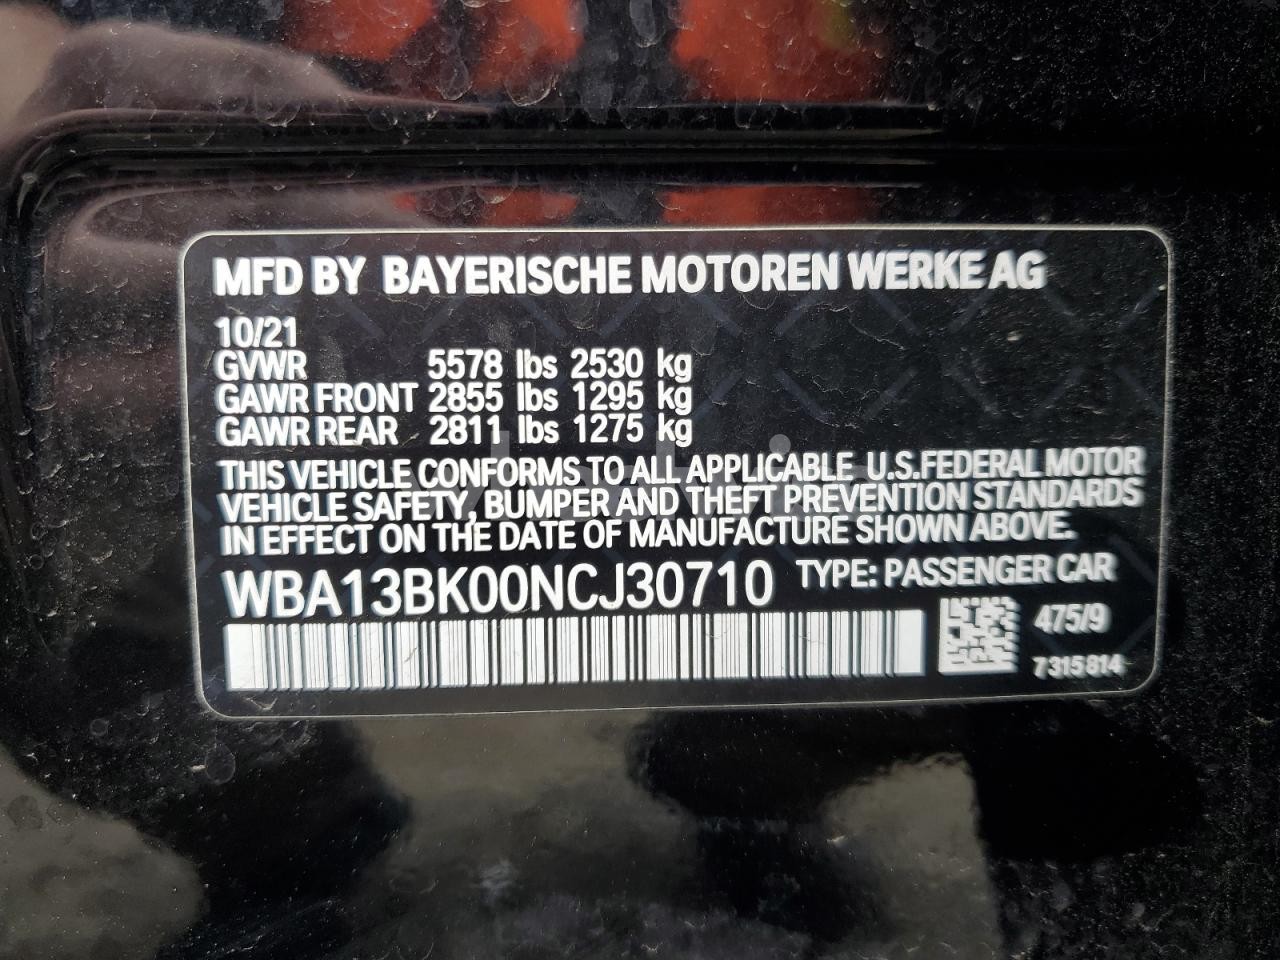 MFD BY BAYERISCHE MOTOREN WERKE AG
10/21
GVWR 5578 lbs 2530 kg
GAWR FRONT 2855 lbs 1295 kg
GAWR REAR 2811 lbs 1275 kg
THIS VEHICLE CONFORMS TO ALL APPLICABLE U.S.FEDERAL MOTOR
VEHICLE SAFETY, BUMPER AND THEFT PREVENTION STANDARDS
IN EFFECT ON THE DATE OF MANUFACTURE SHOWN ABOVE.
WBA13BK00NCJ30710 TYPE: PASSENGER CAR
475/9
7315814